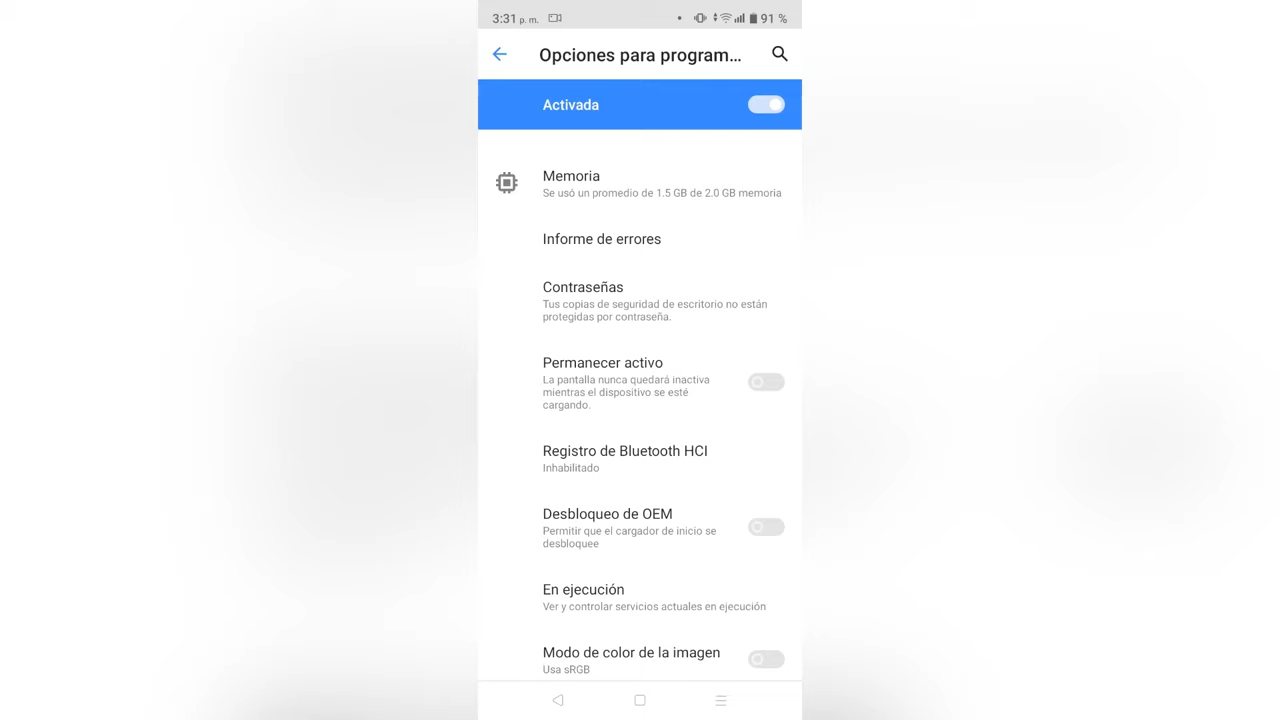 3:31 p. m. 91 %
Opciones para program...
Activada
Memoria
Se usó un promedio de 1.5 GB de 2.0 GB memoria
Informe de errores
Contraseñas
Tus copias de seguridad de escritorio no están
protegidas por contraseña.
Permanecer activo
La pantalla nunca quedará inactiva
mientras el dispositivo se esté
cargando.
Registro de Bluetooth HCI
Inhabilitado
Desbloqueo de OEM
Permitir que el cargador de inicio se
desbloquee
En ejecución
Ver y controlar servicios actuales en ejecución
Modo de color de la imagen
Usa sRGB